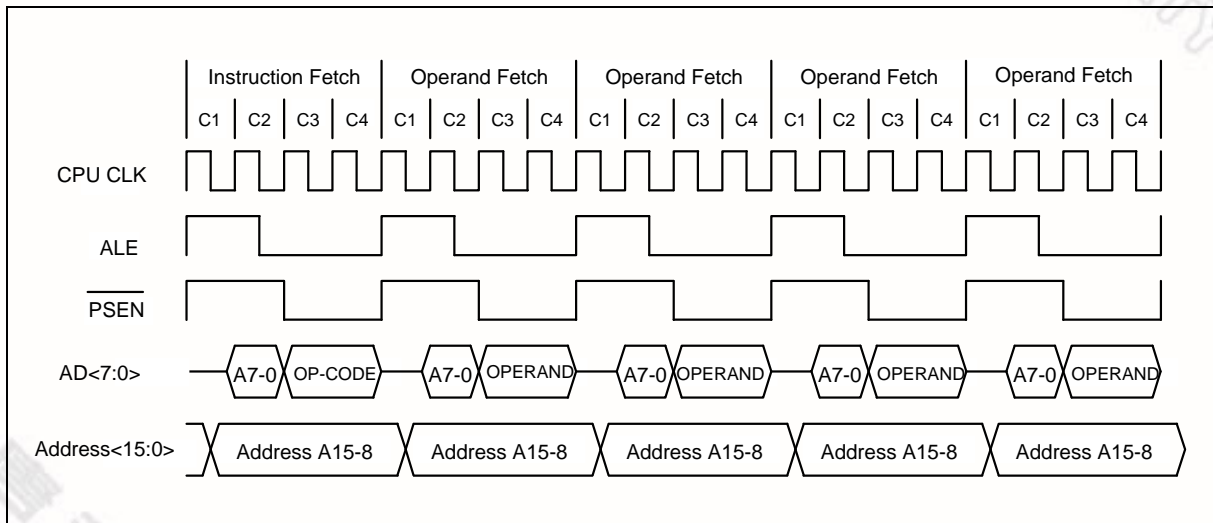 Instruction Fetch Operand Fetch Operand Fetch Operand Fetch Operand Fetch
C1 C2 C3 C4 C1 C2 C3 C4 C1 C2 C3 C4 C1 C2 C3 C4 C1 C2 C3 C4
CPU CLK
ALE
PSEN
AD<7:0> A7-0 OP-CODE A7-0 OPERAND A7-0 OPERAND A7-0 OPERAND A7-0 OPERAND
Address<15:0> Address A15-8 Address A15-8 Address A15-8 Address A15-8 Address A15-8